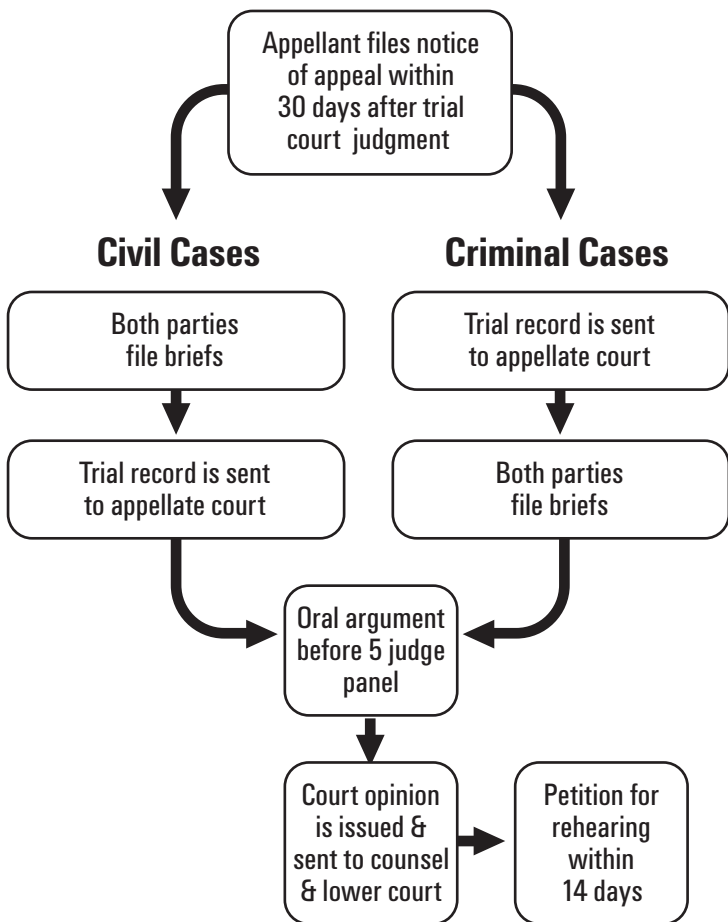 Appellant files notice
of appeal within
30 days after trial
court judgment
Civil Cases
Criminal Cases
Both parties
file briefs
Trial record is sent
to appellate court
Trial record is sent
to appellate court
Both parties
file briefs
Oral argument
before 5 judge
panel
Court opinion
is issued &
sent to counsel
& lower court
Petition for
rehearing
within
14 days